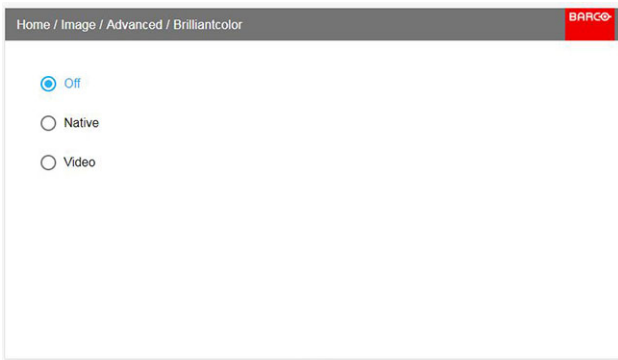 Home / Image / Advanced / Brilliantcolor
BARCO
Off
Native
Video